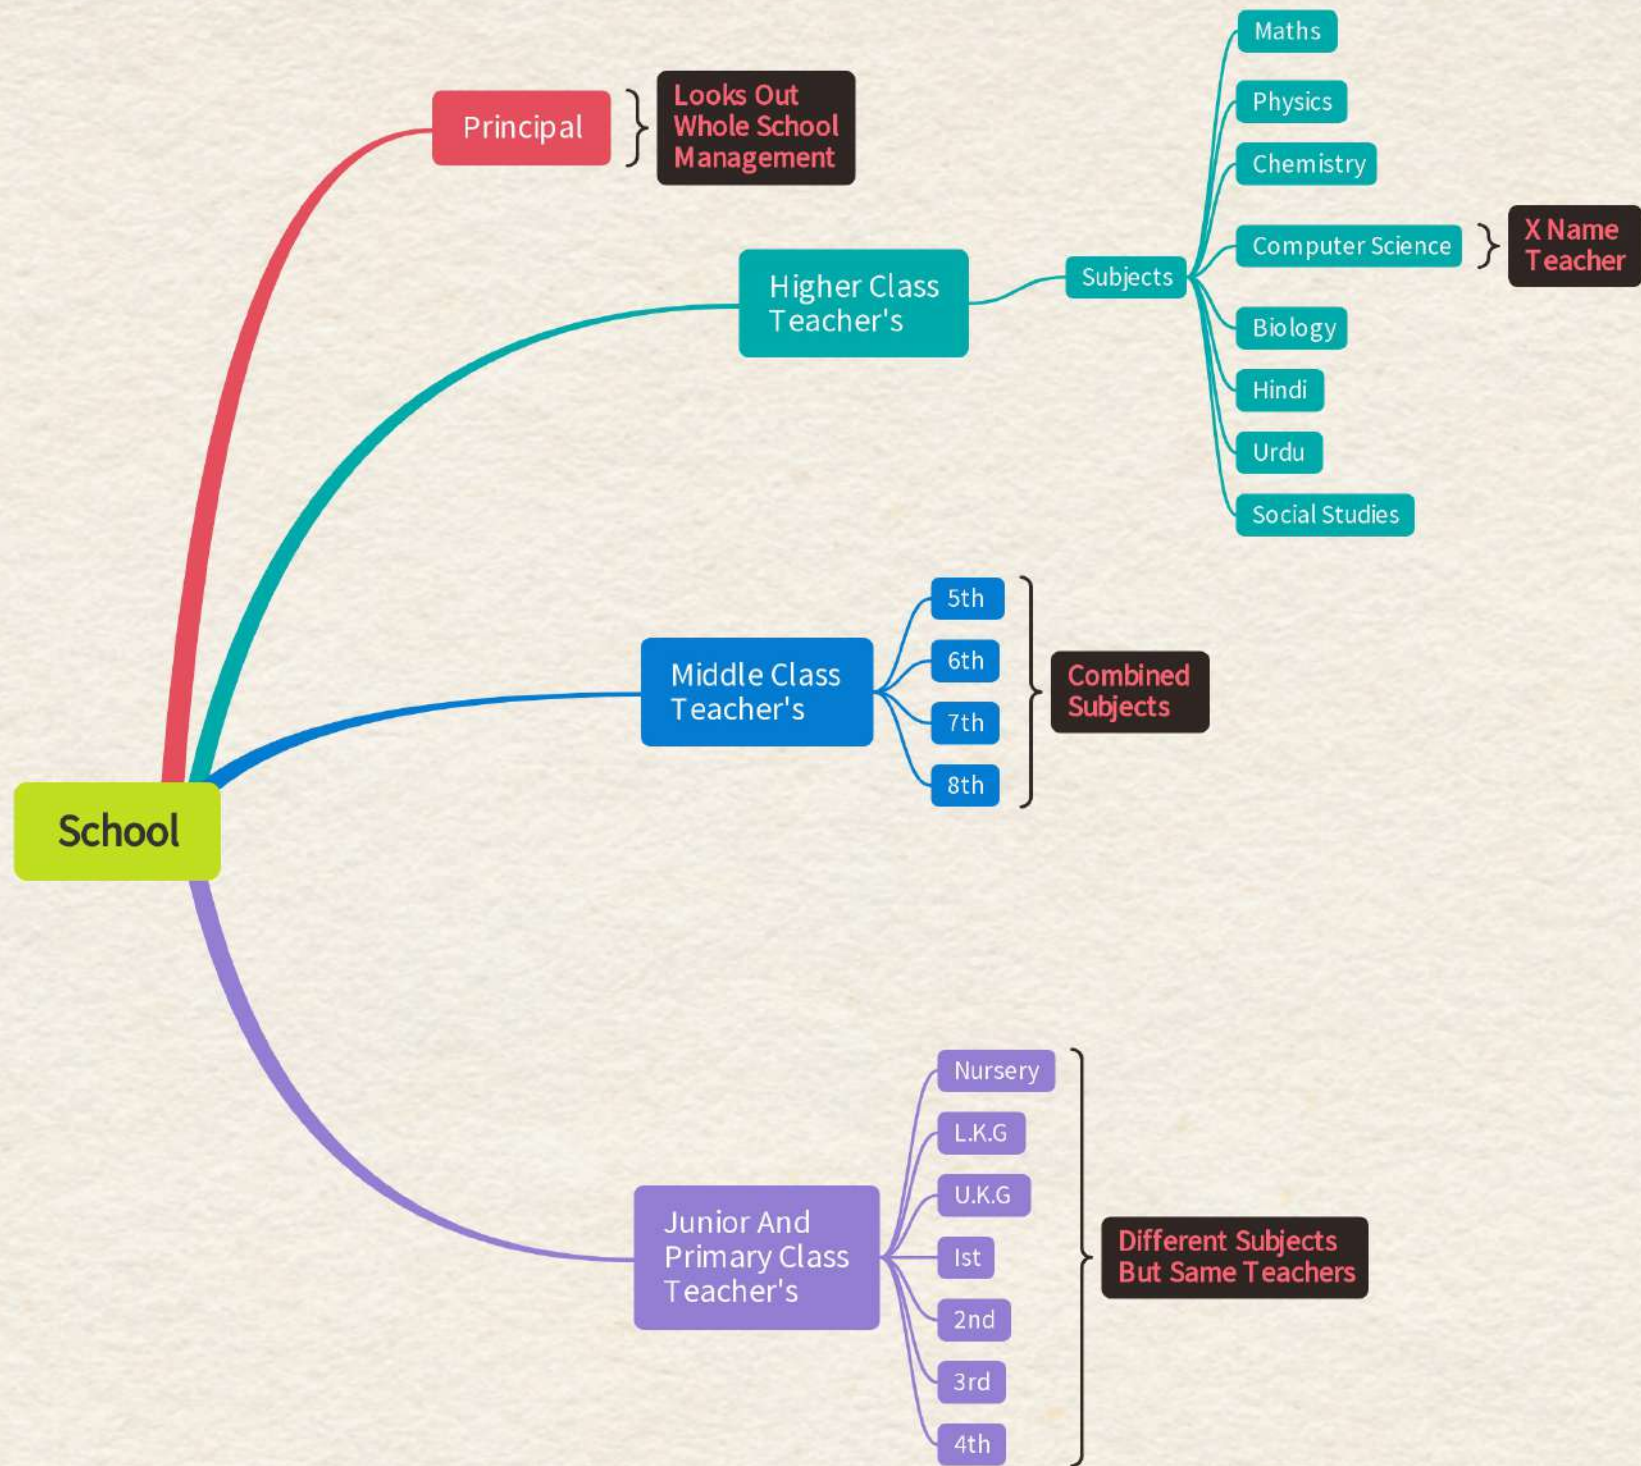 School
Principal
Looks Out
Whole School
Management
Higher Class
Teacher's
Subjects
Maths
Physics
Chemistry
Computer Science
X Name
Teacher
Biology
Hindi
Urdu
Social Studies
Middle Class
Teacher's
5th
6th
7th
8th
Combined
Subjects
Junior And
Primary Class
Teacher's
Nursery
L.K.G
U.K.G
Ist
2nd
3rd
4th
Different Subjects
But Same Teachers